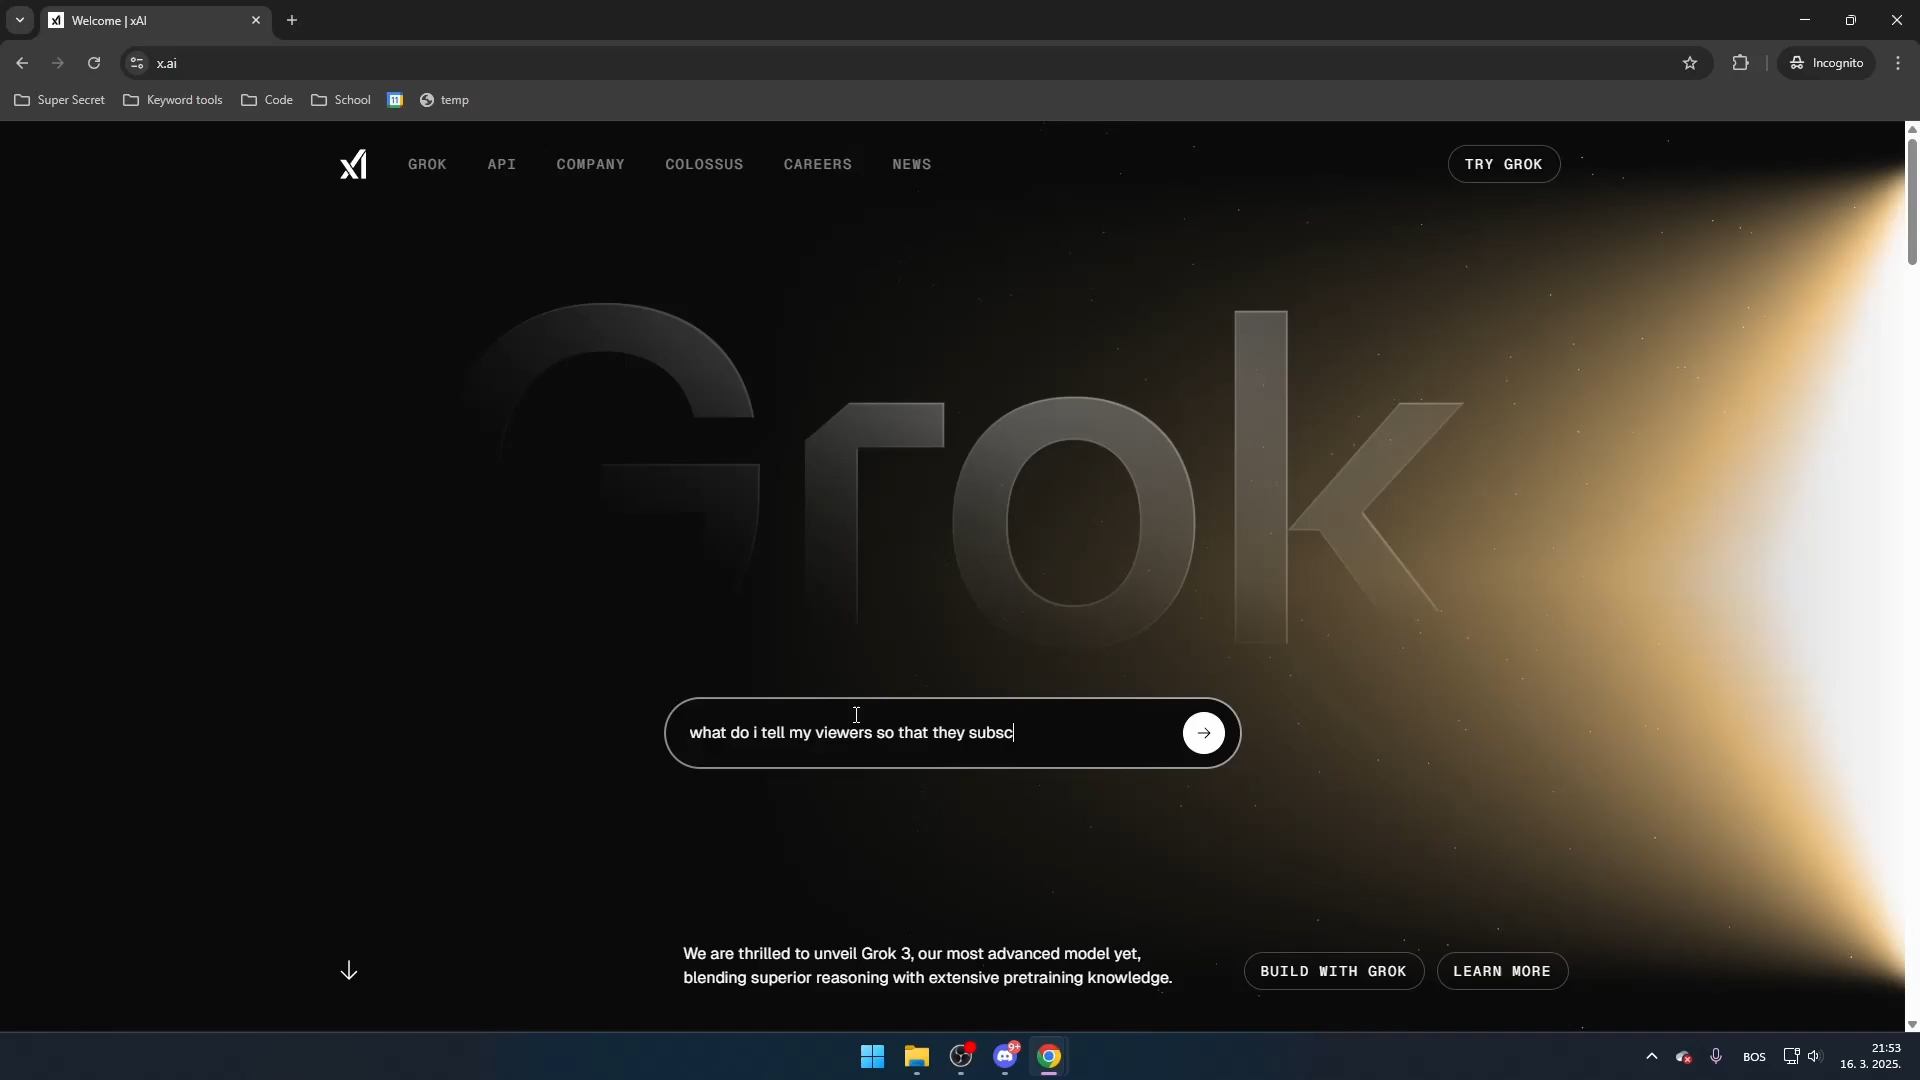 Welcome | xAI
x.ai
Incognito
Super Secret
Keyword tools
Code
School
11
temp
xI
GROK
API
COMPANY
COLOSSUS
CAREERS
NEWS
TRY GROK
Grok
what do i tell my viewers so that they subsc
We are thrilled to unveil Grok 3, our most advanced model yet,
blending superior reasoning with extensive pretraining knowledge.
BUILD WITH GROK
LEARN MORE
9+
BOS
21:53
16. 3. 2025.